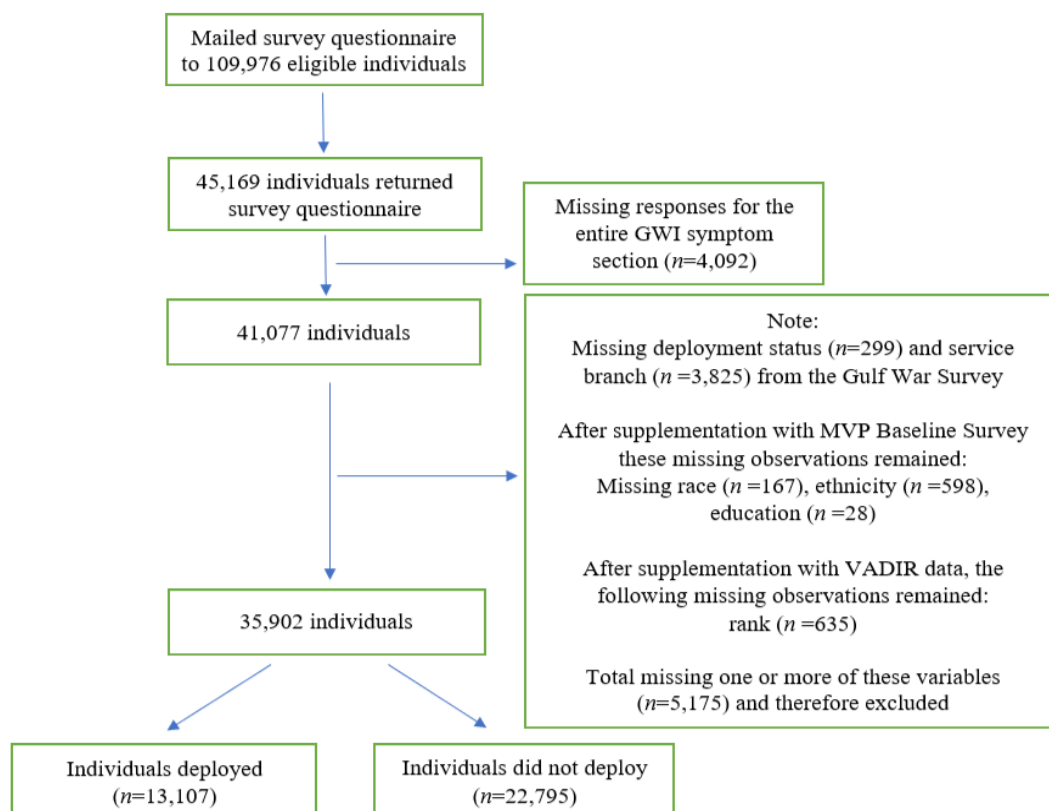 Mailed survey questionnaire
to 109,976 eligible individuals
45,169 individuals returned
survey questionnaire
Missing responses for the
entire GWI symptom
section (n=4,092)
41,077 individuals
Note:
Missing deployment status (n=299) and service
branch (n =3,825) from the Gulf War Survey
After supplementation with MVP Baseline Survey
these missing observations remained:
Missing race (n =167), ethnicity (n =598),
education (n =28)
After supplementation with VADIR data, the
following missing observations remained:
rank (n =635)
Total missing one or more of these variables
(n=5,175) and therefore excluded
35,902 individuals
Individuals deployed
(n=13,107)
Individuals did not deploy
(n=22,795)